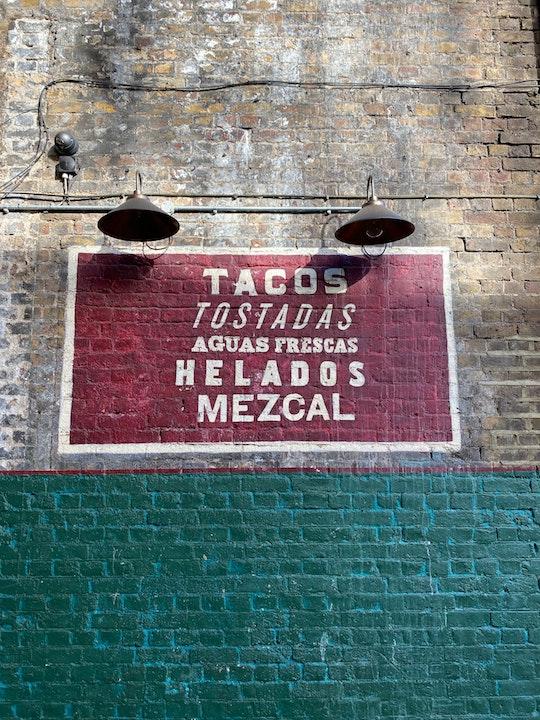 TACOS
TOSTADAS
AGUAS FRESCAS
HELADOS
MEZCAL